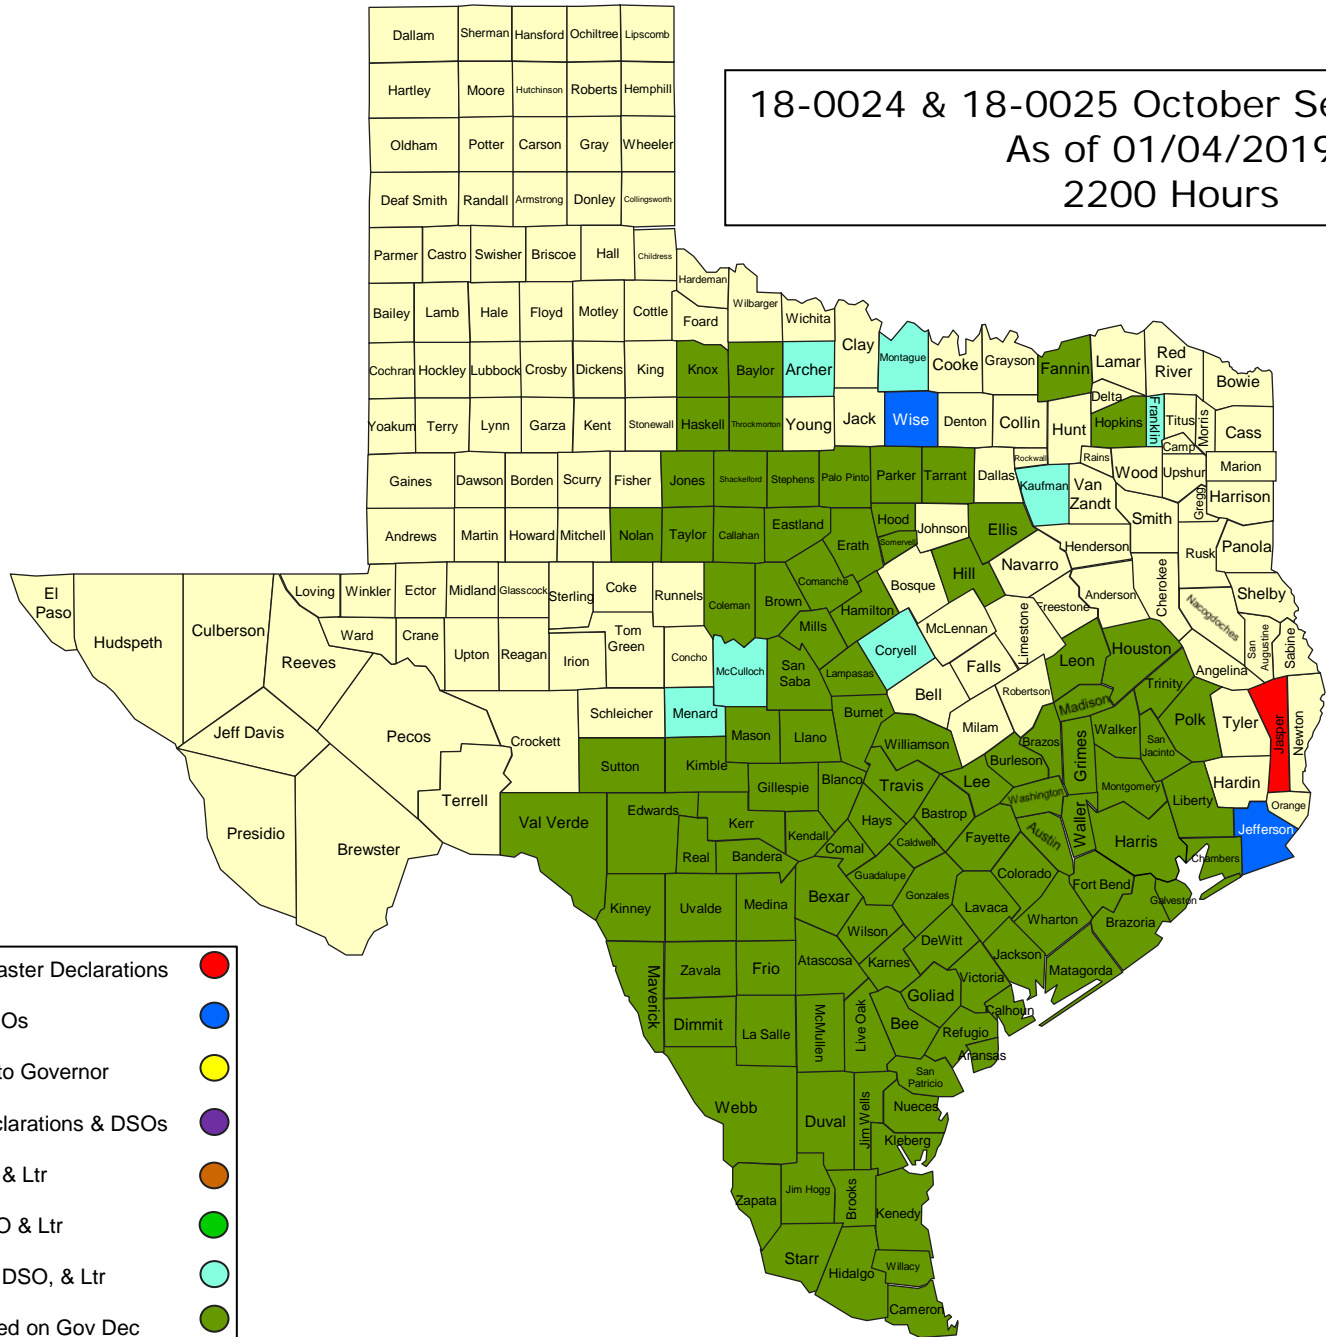 Dallam Sherman Hansford Ochiltree Lipscomb
Hartley Moore Hutchinson Roberts Hemphill
18-0024 & 18-0025 October
As of 01/04/2019
2200 Hours
Oldham Potter Carson Gray Wheeler
Deaf Smith Randall Armstrong Donley Collingsworth
Parmer Castro Swisher Briscoe Hall Childress
Hardeman
Wilbarger
Bailey Lamb Hale Floyd Motley Cottle
Foard
Wichita
Clay
Montague
Cooke
Grayson
Fannin
Lamar
Red
River
Bowie
Cochran Hockley Lubbock Crosby Dickens King Knox Baylor Archer
Delta
Yoakum Terry Lynn Garza Kent Stonewall Haskell Throckmorton Young Jack Wise Denton Collin Hunt Hopkins Franklin Titus Morris Cass
Camp
Rockwall
Rains
Wood
Upshur
Marion
Gaines Dawson Borden Scurry Fisher Jones Shackelford Stephens Palo Pinto Parker Tarrant Dallas Kaufman
Van
Zandt
Gregg
Harrison
Smith
Andrews Martin Howard Mitchell Nolan Taylor Callahan Eastland
Erath
Hood
Somervell
Johnson
Ellis
Henderson
Rusk
Panola
El
Paso
Hudspeth
Culberson
Reeves
Loving Winkler Ector Midland Glasscock Sterling Coke Runnels Coleman Brown Comanche
Bosque
Hill
Navarro
Anderson
Cherokee
Shelby
Nacogdoches
Ward Crane Upton Reagan Irion
Tom
Green
Concho
McCulloch
San
Saba
Mills
Hamilton
Lampasas
Coryell
McLennan
Limestone
Freestone
Falls
Bell
Robertson
Leon
Houston
San
Augustine
Sabine
Angelina
Trinity
Jeff Davis
Pecos
Crockett
Schleicher
Menard
Mason
Llano
Burnet
Williamson
Milam
Brazos
Madison
Grimes
Walker
San
Jacinto
Polk
Tyler
Jasper
Newton
Presidio
Brewster
Terrell
Sutton
Kimble
Gillespie
Blanco
Travis
Lee
Burleson
Washington
Montgomery
Liberty
Hardin
Orange
Jefferson
Val Verde
Edwards
Kerr
Real
Bandera
Kendall
Comal
Hays
Caldwell
Bastrop
Fayette
Austin
Waller
Harris
Chambers
Kinney
Uvalde
Medina
Bexar
Guadalupe
Gonzales
Lavaca
Colorado
Fort Bend
Galveston
Brazoria
Wharton
Maverick
Zavala
Frio
Atascosa
Wilson
Karnes
DeWitt
Jackson
Matagorda
Victoria
Calhoun
Dimmit
La Salle
McMullen
Live Oak
Bee
Goliad
Refugio
Aransas
San
Patricio
Webb
Duval
Jim Wells
Nueces
Kleberg
Zapata
Jim Hogg
Brooks
Kenedy
Starr
Hidalgo
Willacy
Cameron
Declarations
to Governor
& DSOs
& Ltr
& Ltr
DSO, & Ltr
on Gov Dec